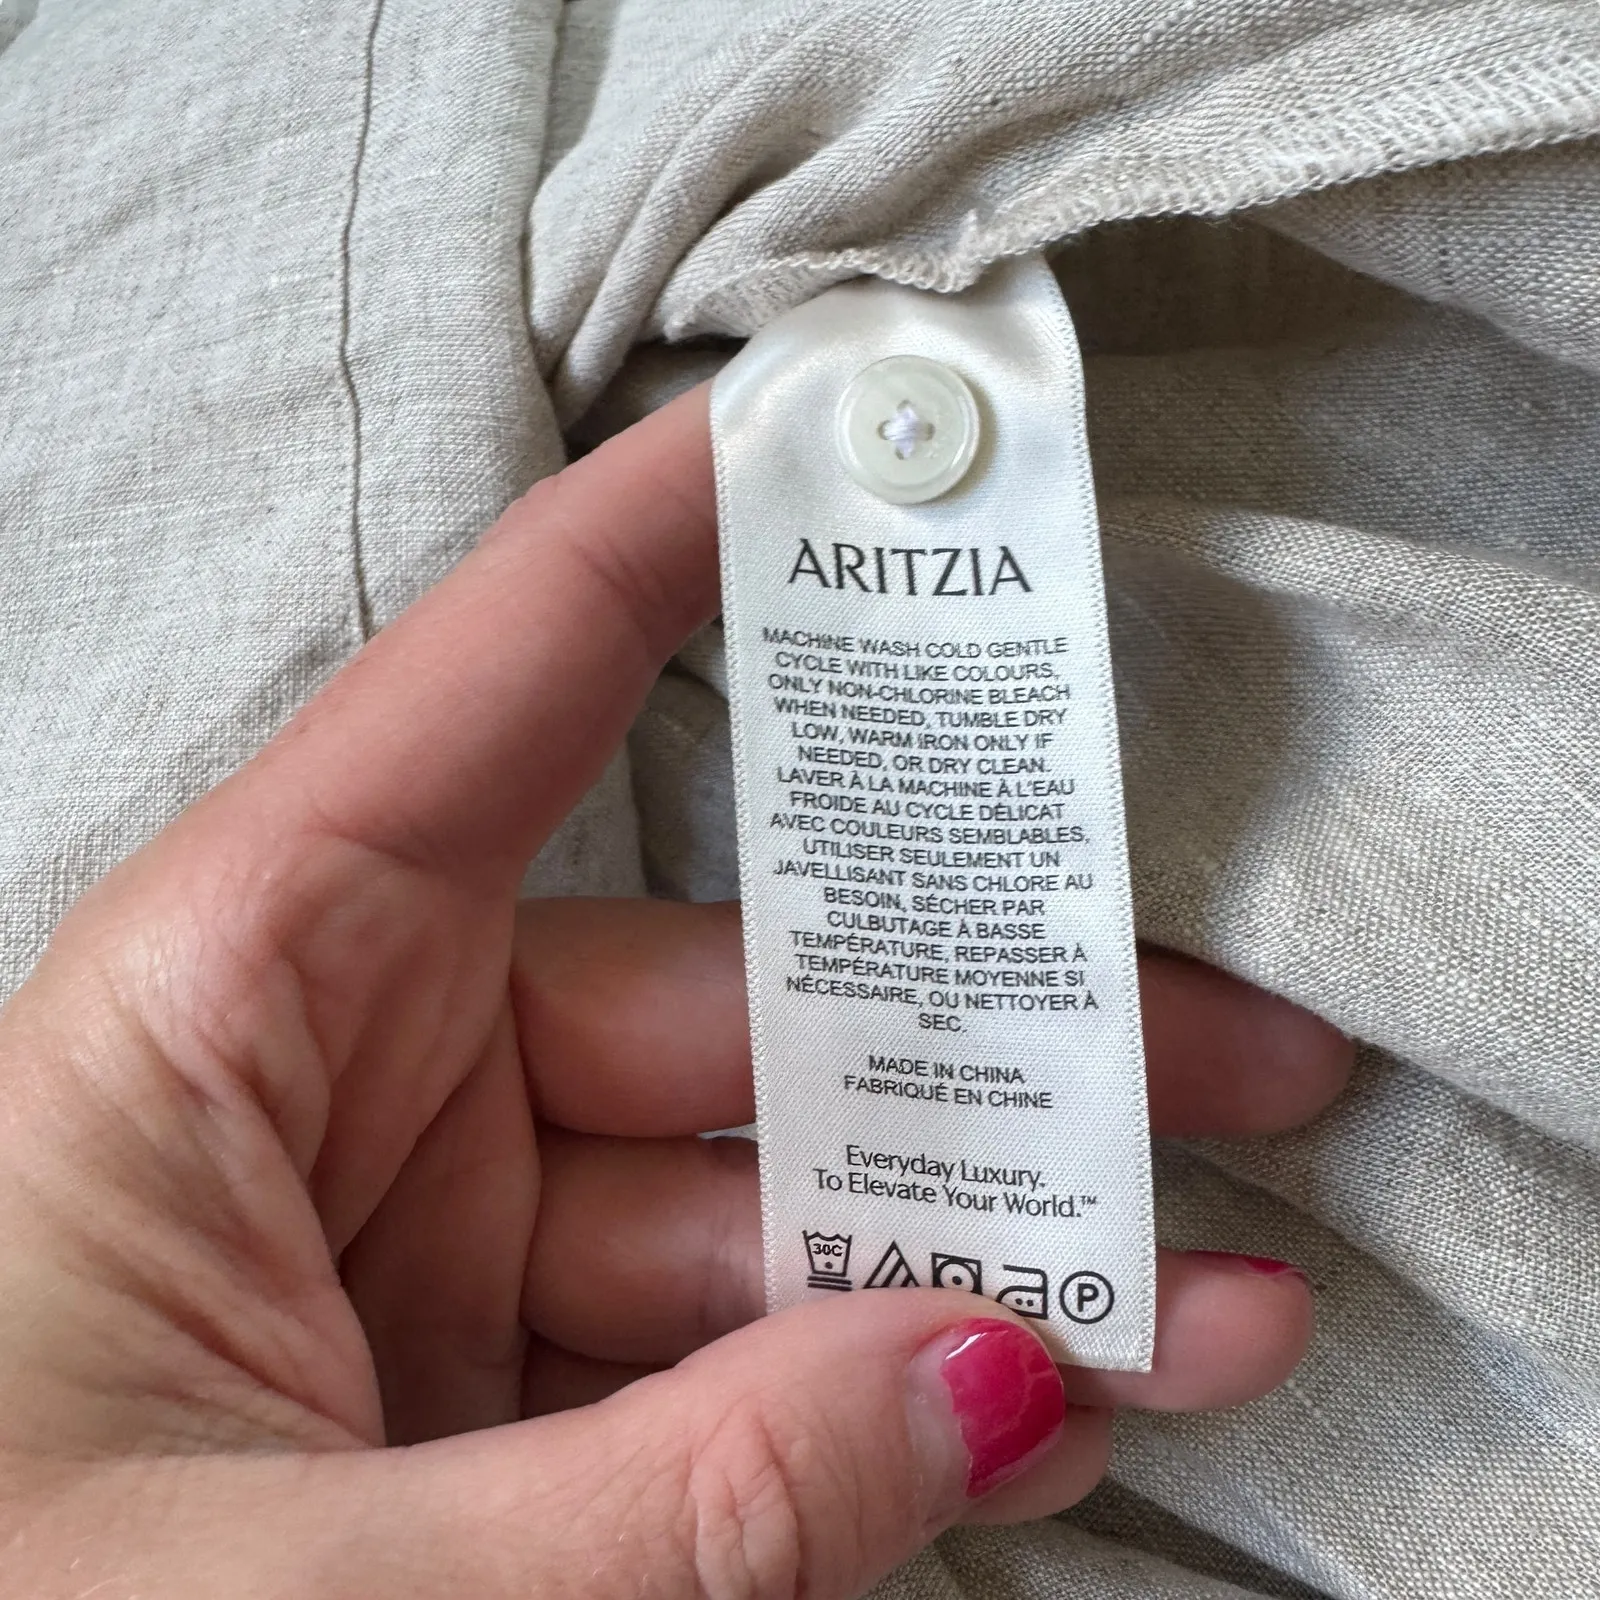 ARITZIA
MACHINE WASH COLD GENTLE
CYCLE WITH LIKE COLOURS,
ONLY NON-CHLORINE BLEACH
WHEN NEEDED, TUMBLE DRY
LOW, WARM IRON ONLY IF
NEEDED, OR DRY CLEAN.
LAVER À LA MACHINE À L'EAU
FROIDE AU CYCLE DÉLICAT
AVEC COULEURS SEMBLABLES,
UTILISER SEULEMENT UN
JAVELLISANT SANS CHLORE AU
BESOIN, SÉCHER PAR
CULBUTAGE À BASSE
TEMPÉRATURE, REPASSER À
TEMPÉRATURE MOYENNE SI
NÉCESSAIRE, OU NETTOYER À
SEC.
MADE IN CHINA
FABRIQUÉ EN CHINE
Everyday Luxury.
To Elevate Your World.™
30C P